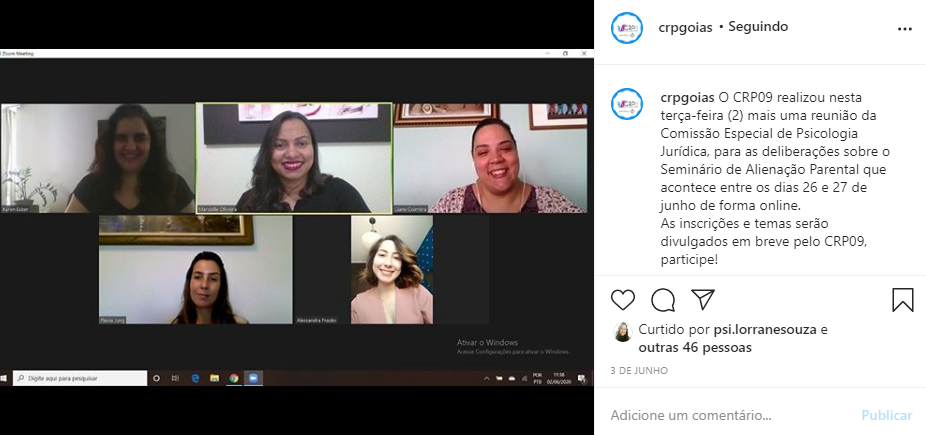 Zoom Meeting
Karen Esber
Marizelle Oliveira
Liane Coimbra
Flávia Jung
Alessandra Frazão
Ativar o Windows
Acesse Configurações para ativar o Windows.
Digite aqui para pesquisar
POR
PTB
11:38
02/06/2020
crpgoias • Seguindo
crpgoias O CRP09 realizou nesta
terça-feira (2) mais uma reunião da
Comissão Especial de Psicologia
Jurídica, para as deliberações sobre o
Seminário de Alienação Parental que
acontece entre os dias 26 e 27 de
junho de forma online.
As inscrições e temas serão
divulgados em breve pelo CRP09,
participe!
Curtido por psi.lorranesouza e
outras 46 pessoas
3 DE JUNHO
Adicione um comentário... Publicar